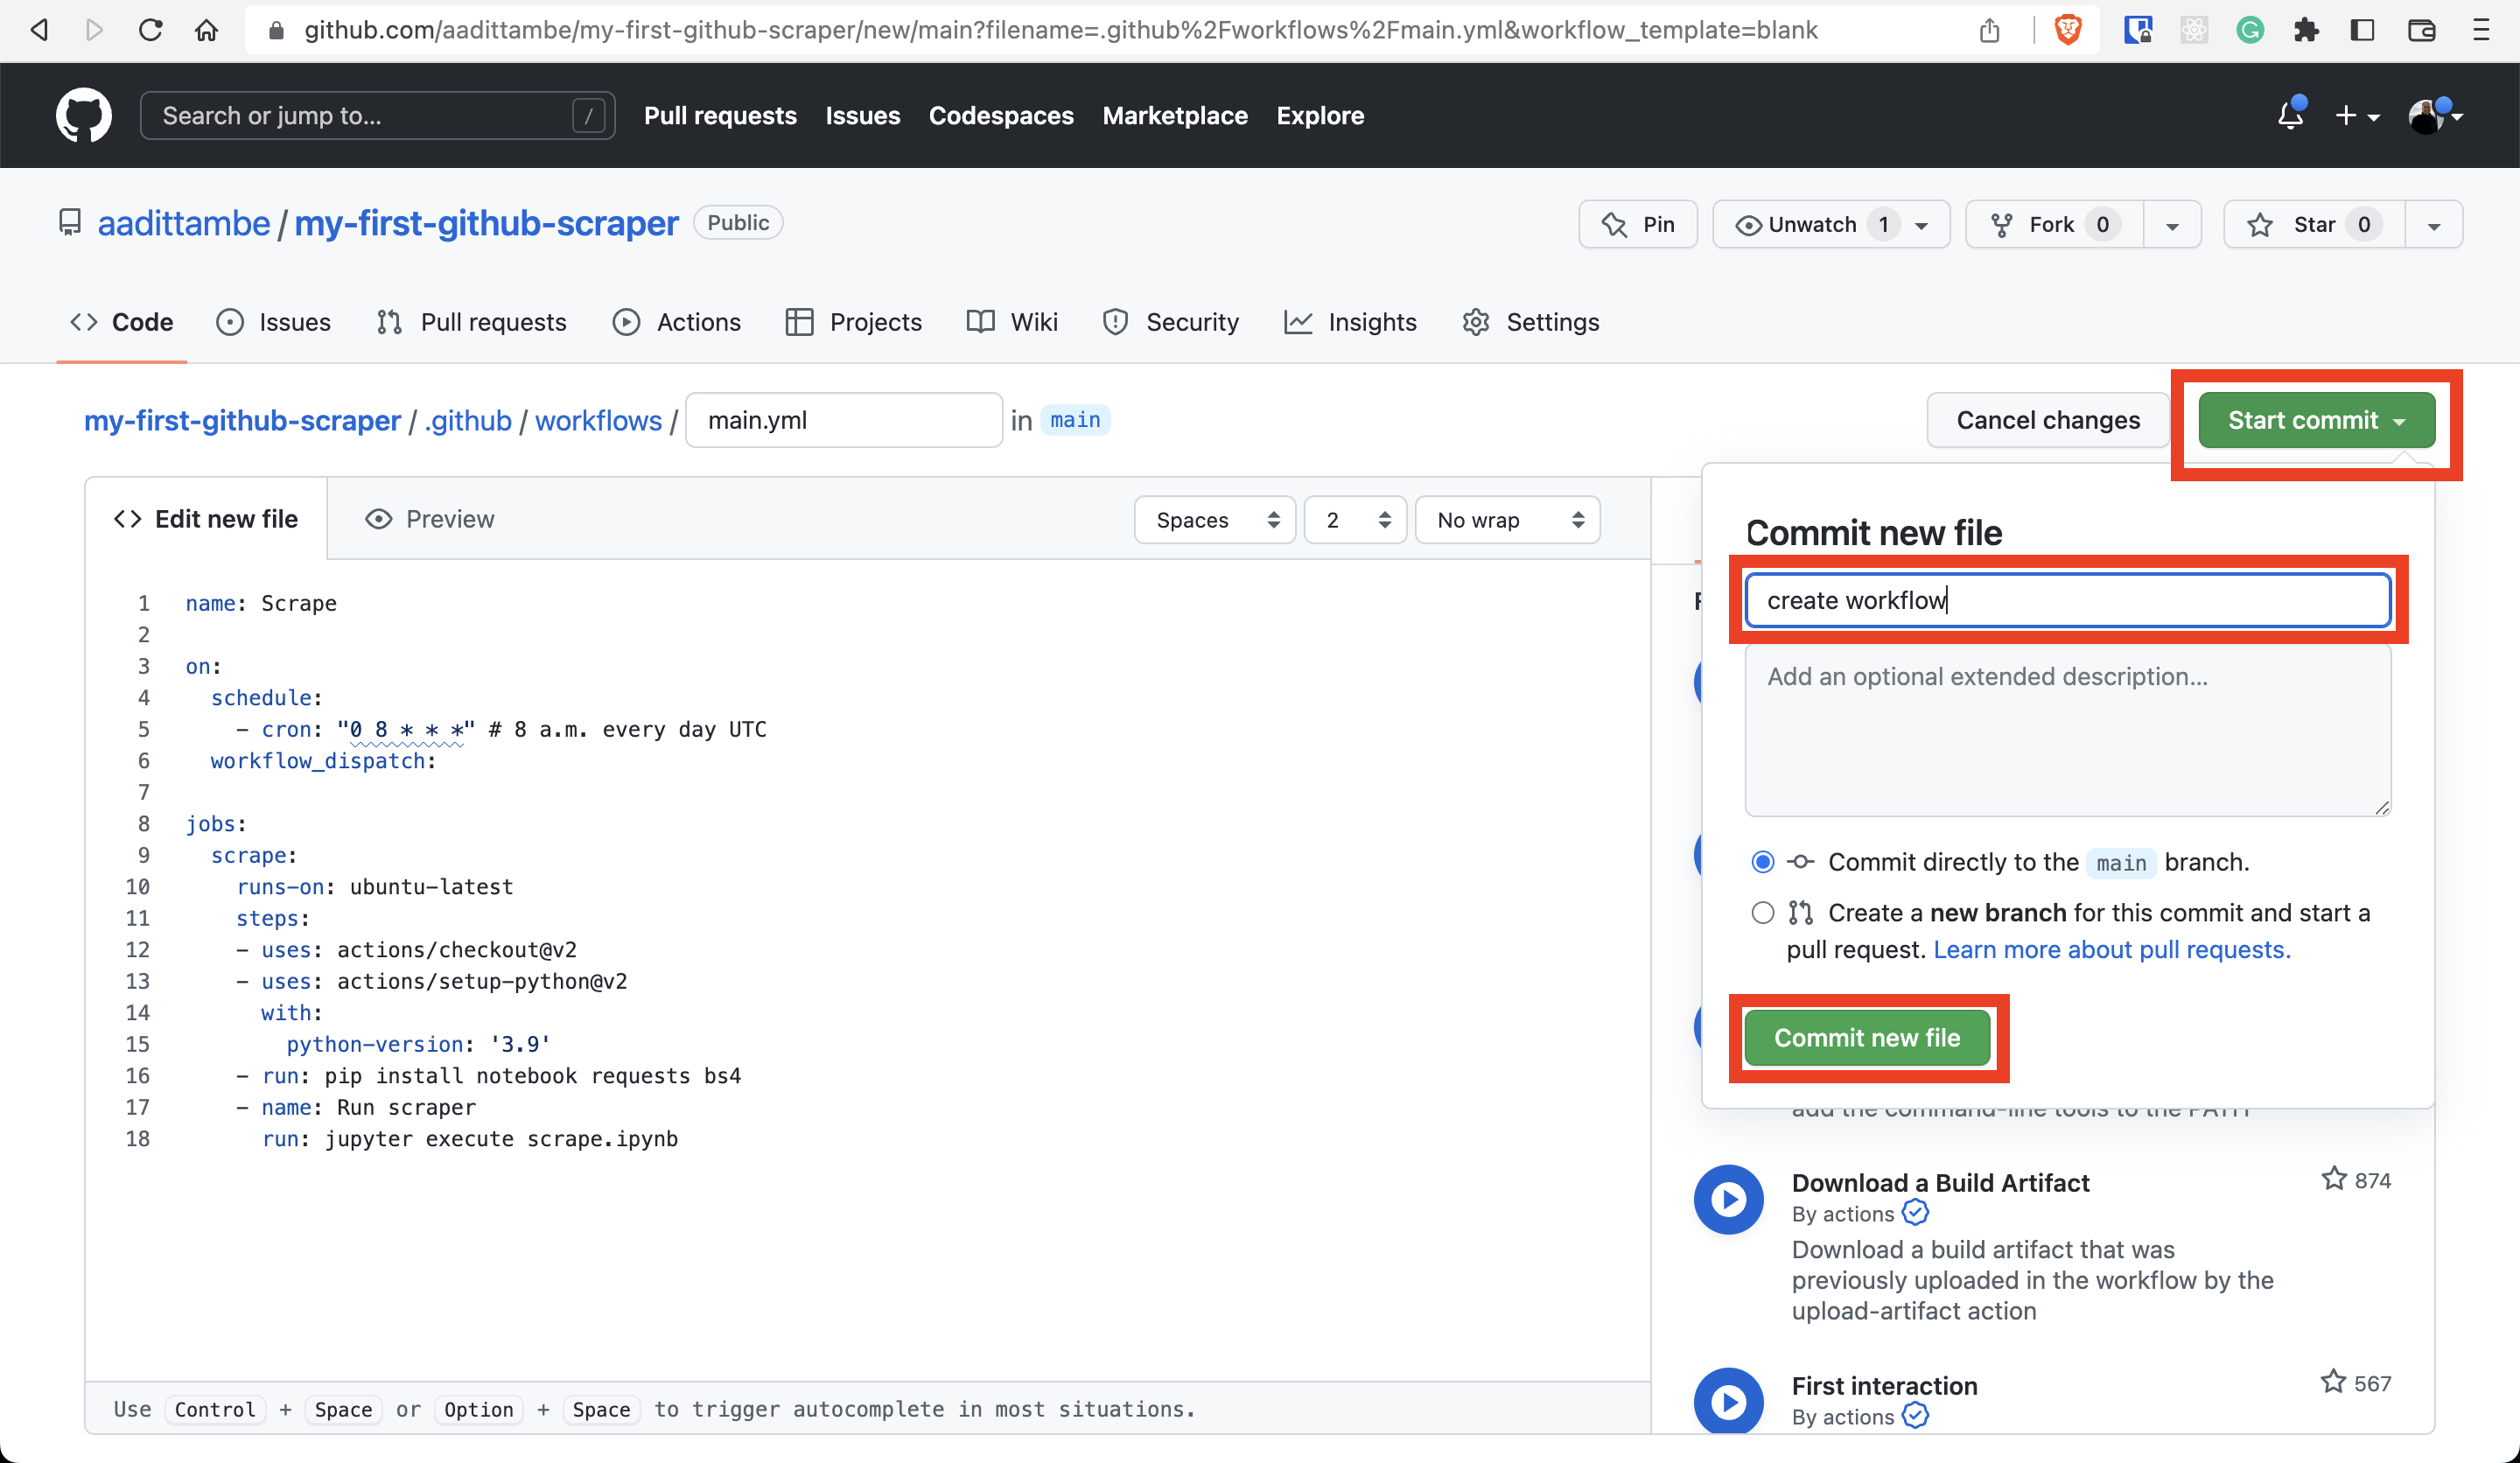 github.com/aadittambe/my-first-github-scraper/new/main?filename=.github%2Fworkflows%2Fmain.yml&workflow_template=blank
Search or jump to... /
Pull requests Issues Codespaces Marketplace Explore
aadittambe / my-first-github-scraper Public
Pin Unwatch 1 Fork 0 Star 0
Code Issues Pull requests Actions Projects Wiki Security Insights Settings
my-first-github-scraper / .github / workflows / main.yml in main
Cancel changes Start commit
Edit new file Preview Spaces 2 No wrap
1 name: Scrape
2
3 on:
4 schedule:
5 - cron: "0 8 * * *" # 8 a.m. every day UTC
6 workflow_dispatch:
7
8 jobs:
9 scrape:
10 runs-on: ubuntu-latest
11 steps:
12 - uses: actions/checkout@v2
13 - uses: actions/setup-python@v2
14 with:
15 python-version: '3.9'
16 - run: pip install notebook requests bs4
17 - name: Run scraper
18 run: jupyter execute scrape.ipynb
Use Control + Space or Option + Space to trigger autocomplete in most situations.
Commit new file
create workflow
Add an optional extended description...
Commit directly to the main branch.
Create a new branch for this commit and start a
pull request. Learn more about pull requests.
Commit new file
add the command-line tools to the PATH
Download a Build Artifact 874
By actions
Download a build artifact that was
previously uploaded in the workflow by the
upload-artifact action
First interaction 567
By actions